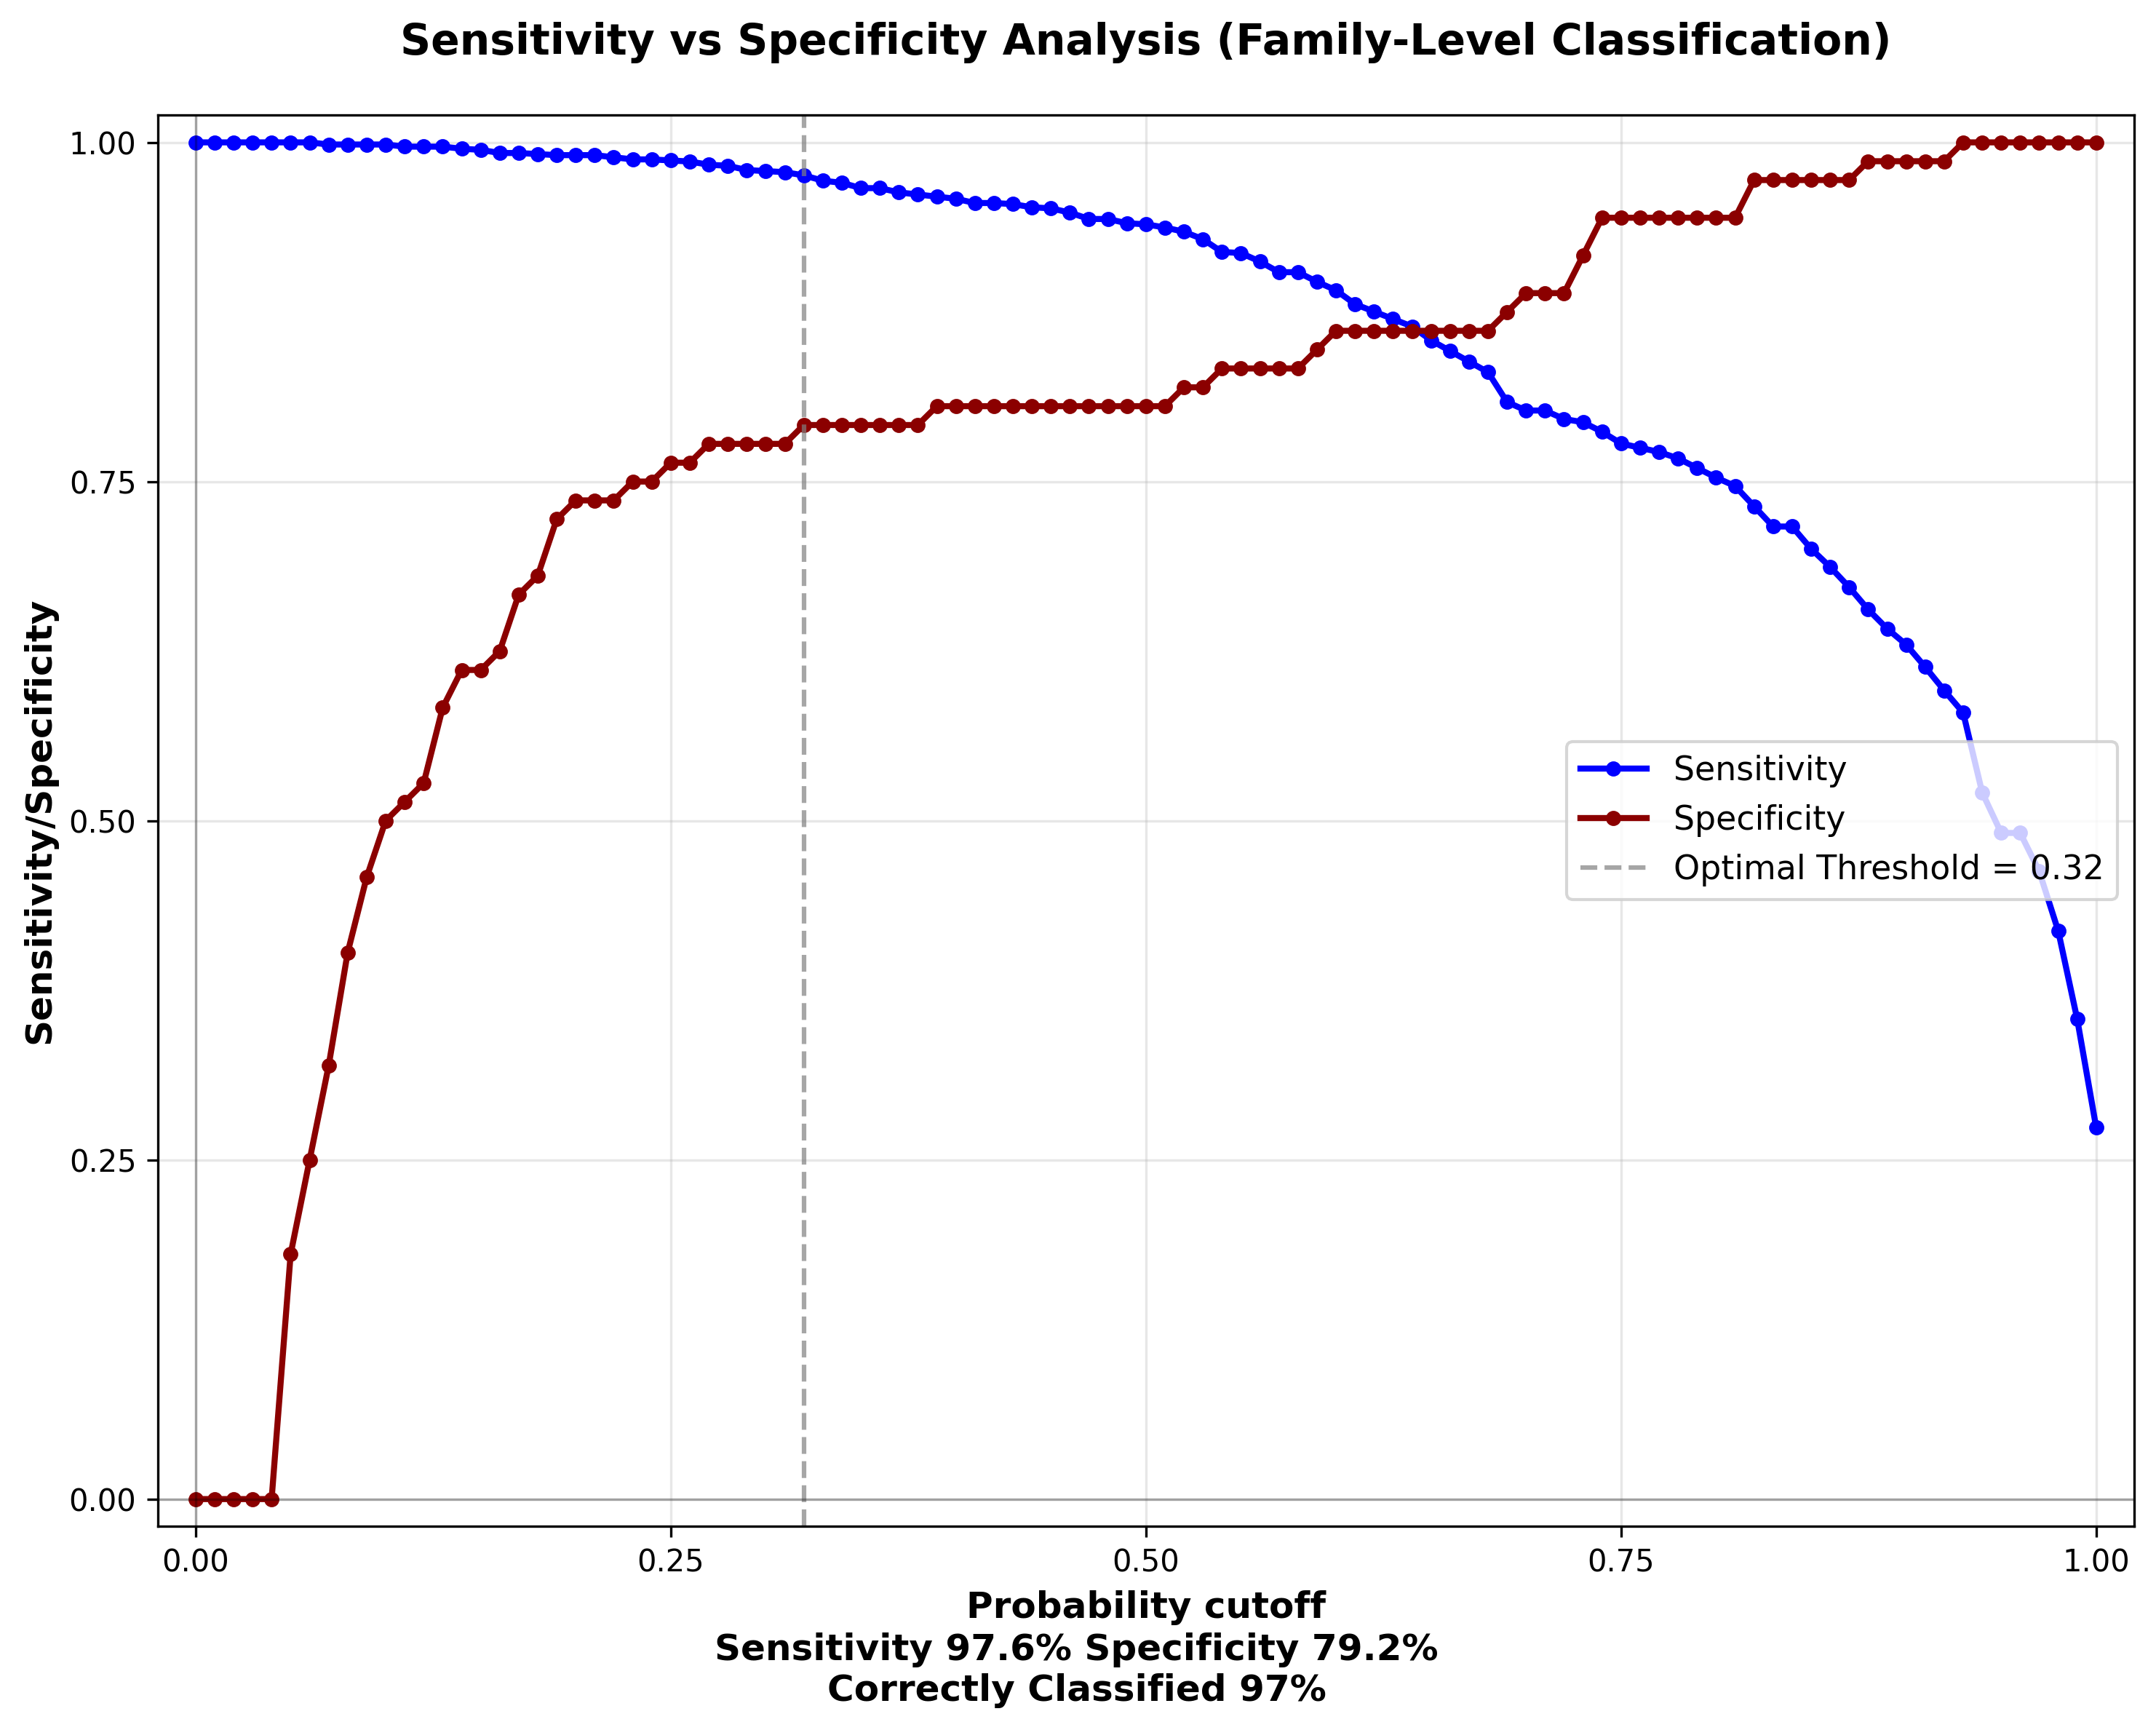 Sensitivity vs Specificity Analysis (Family-Level Classification)
Sensitivity/Specificity
1.00
0.75
0.50
0.25
0.00
Sensitivity
Specificity
Optimal Threshold = 0.32
0.00 0.25 0.50 0.75 1.00
Probability cutoff
Sensitivity 97.6% Specificity 79.2%
Correctly Classified 97%